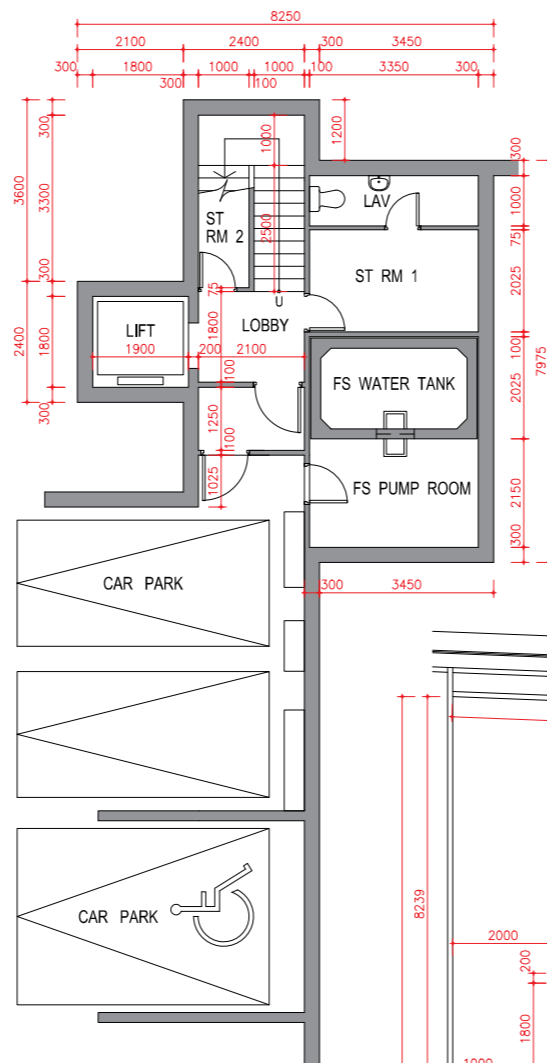 8250
2100 2400 300 3450
300 1800 1000 1000 100 3350 300
300 100
3600
300
3300
300
1000
1200
300
1000
75
2025
100
2025
7975
2150
300
LAV
ST
RM 2
2500
ST RM 1
75
2400
1800
300
LIFT
1900
1800
LOBBY
200 2100
100
FS WATER TANK
1250
100
1025
FS PUMP ROOM
300 3450
CAR PARK
CAR PARK
8239
2000
200
1800
1000